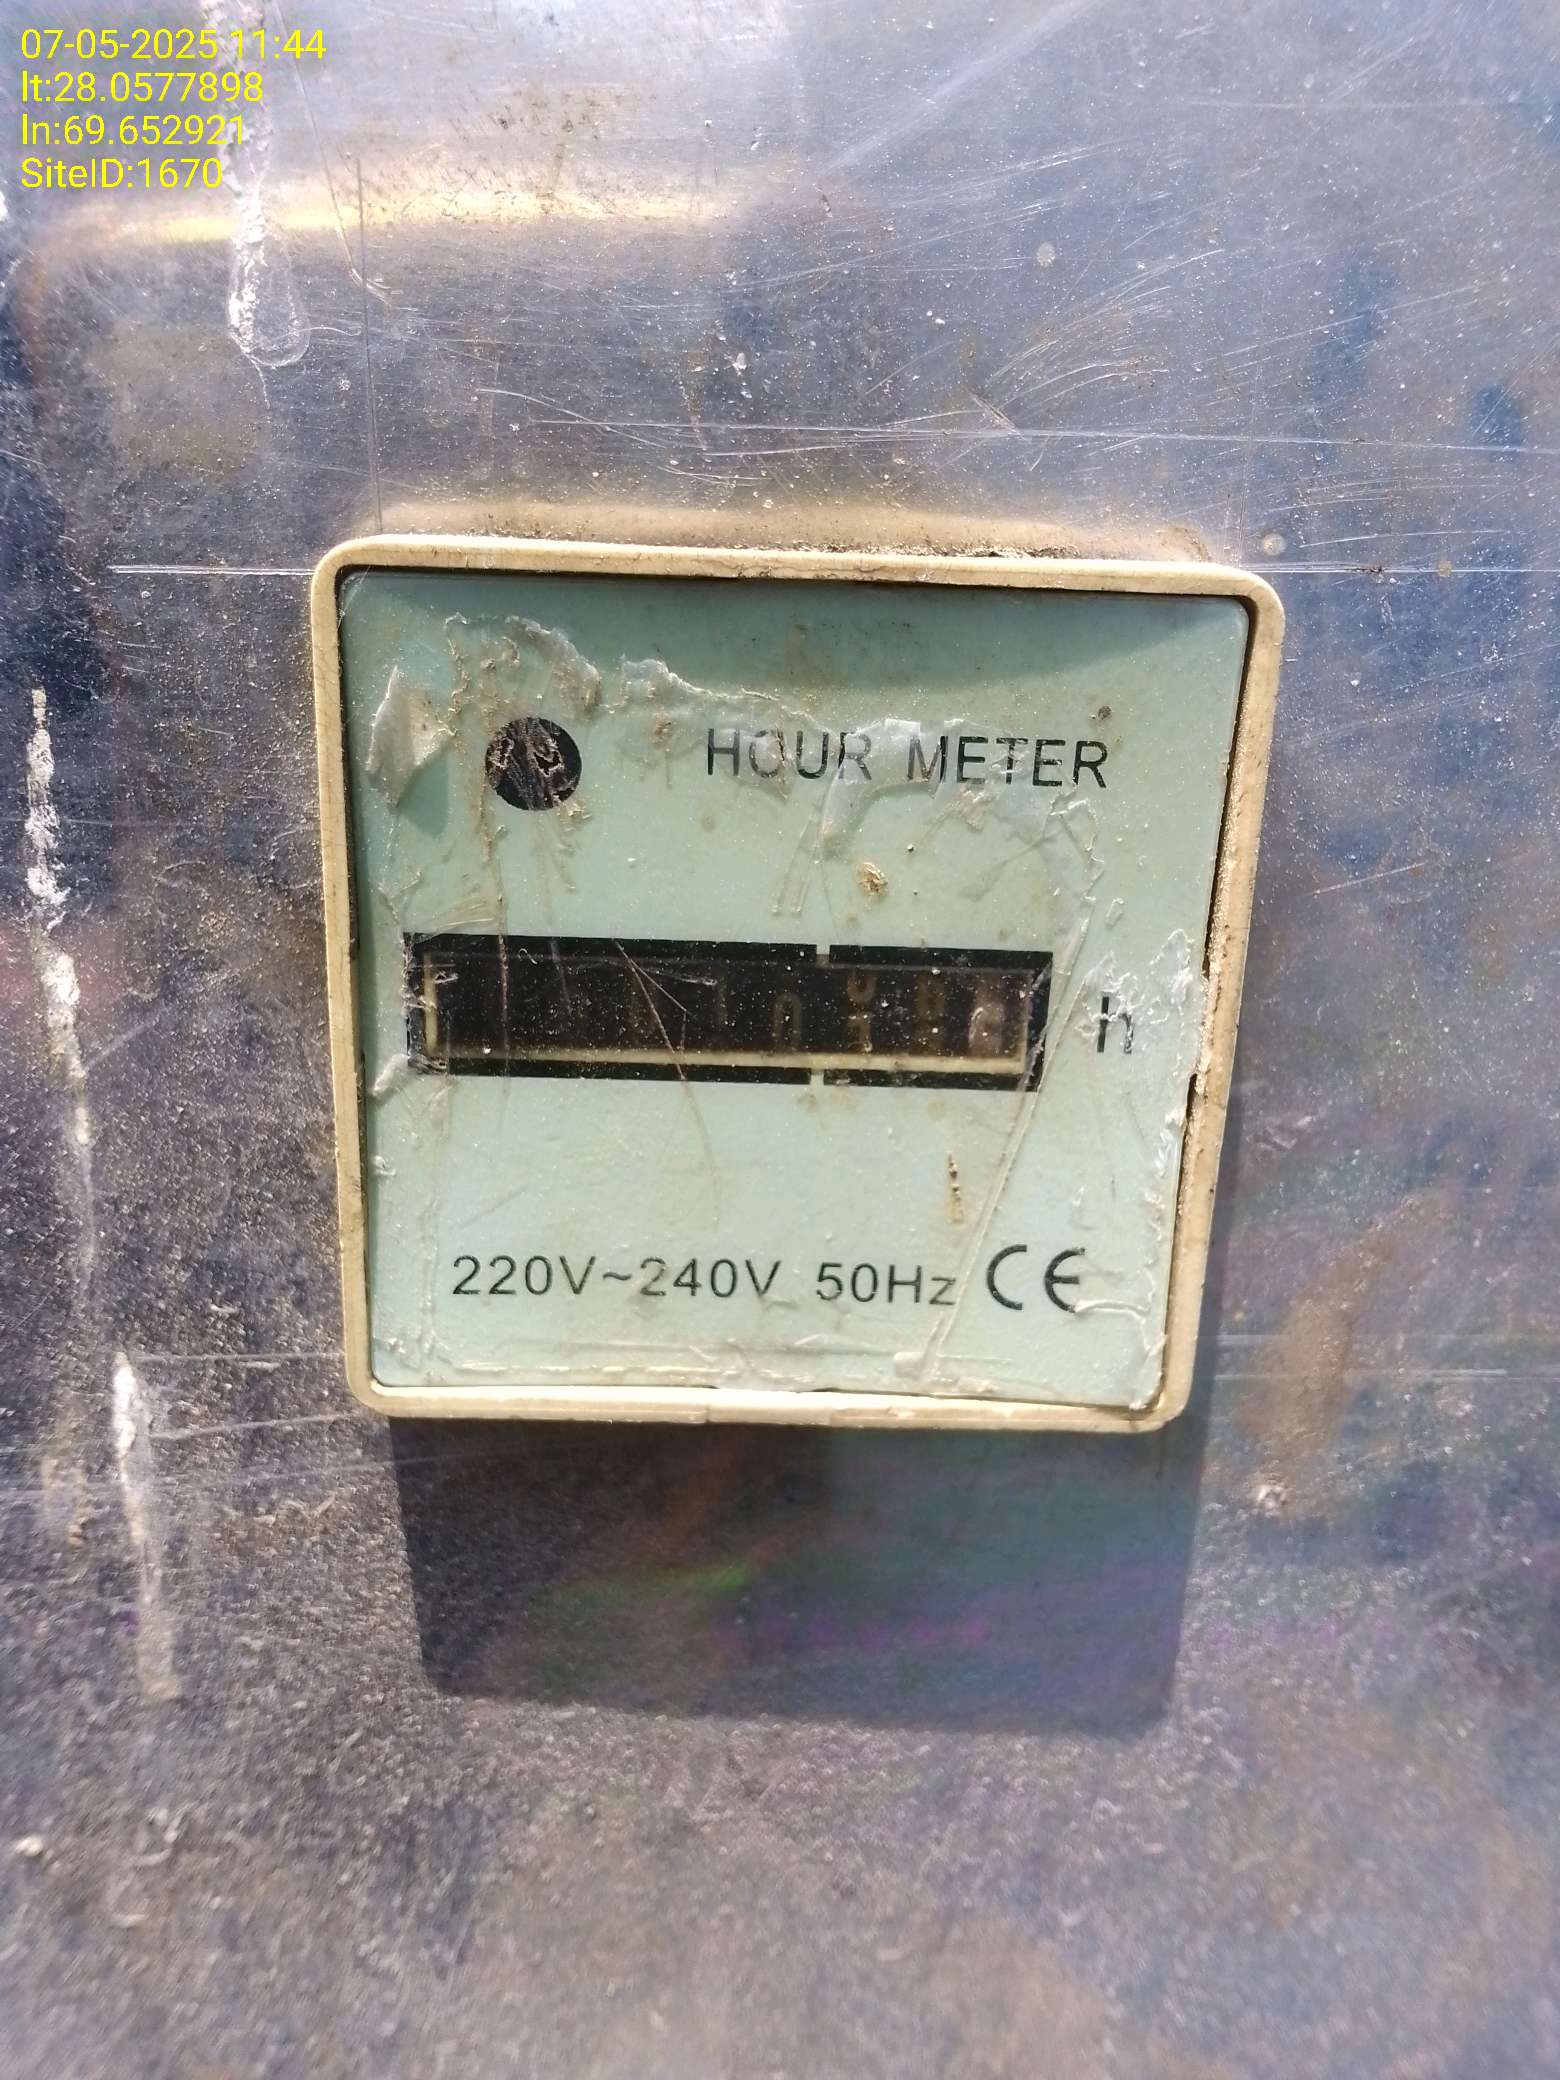 07-05-2025 11:44
lt:28.0577898
ln:69.652921
SiteID:1670
HOUR METER
h
220V~240V 50Hz CE